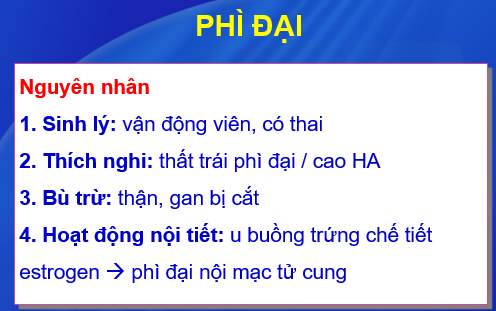 PHÌ ĐẠI
Nguyên nhân
1. Sinh lý: vận động viên, có thai
2. Thích nghi: thất trái phì đại / cao HA
3. Bù trừ: thận, gan bị cắt
4. Hoạt động nội tiết: u buồng trứng chế tiết
estrogen → phì đại nội mạc tử cung